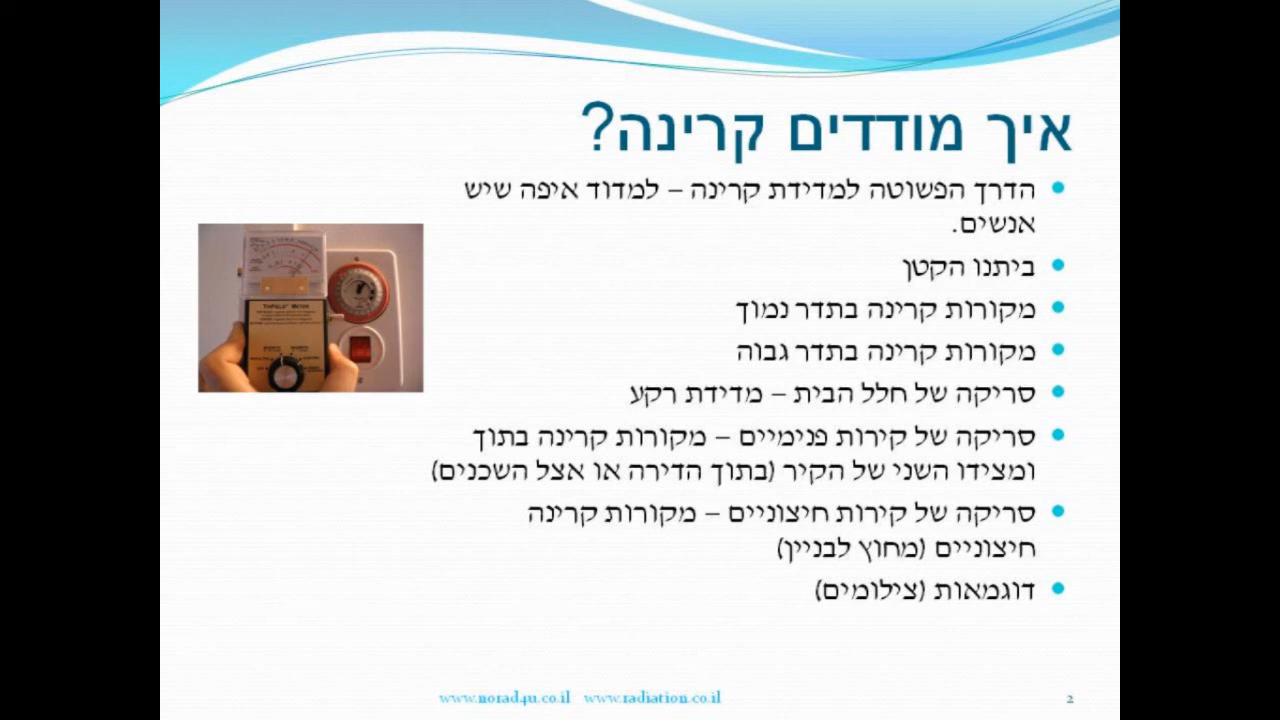 איך מודדים קרינה?
הדרך הפשוטה למדידת קרינה – למדוד איפה שיש
אנשים.
ביתנו הקטן
מקורות קרינה בתדר נמוך
מקורות קרינה בתדר גבוה
סריקה של חלל הבית – מדידת רקע
סריקה של קירות פנימיים – מקורות קרינה בתוך
ומצידו השני של הקיר (בתוך הדירה או אצל השכנים)
סריקה של קירות חיצוניים – מקורות קרינה
חיצוניים (מחוץ לבניין)
דוגמאות (צילומים)
TriField Meter
www.norad4u.co.il www.radiation.co.il
2